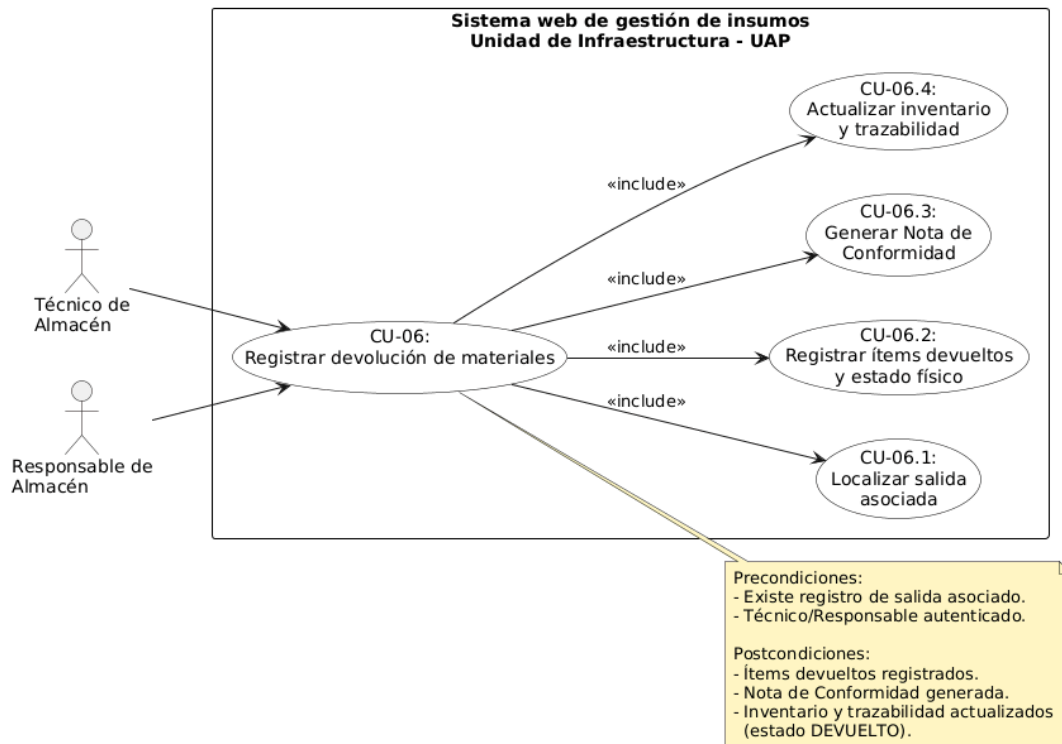 Sistema web de gestión de insumos
Unidad de Infraestructura - UAP
CU-06.4:
Actualizar inventario
y trazabilidad
«include»
CU-06.3:
Generar Nota de
Conformidad
«include»
Técnico de
Almacén
CU-06:
Registrar devolución de materiales
«include»
CU-06.2:
Registrar ítems devueltos
y estado físico
«include»
Responsable de
Almacén
CU-06.1:
Localizar salida
asociada
Precondiciones:
- Existe registro de salida asociado.
- Técnico/Responsable autenticado.
Postcondiciones:
- Ítems devueltos registrados.
- Nota de Conformidad generada.
- Inventario y trazabilidad actualizados
(estado DEVUELTO).